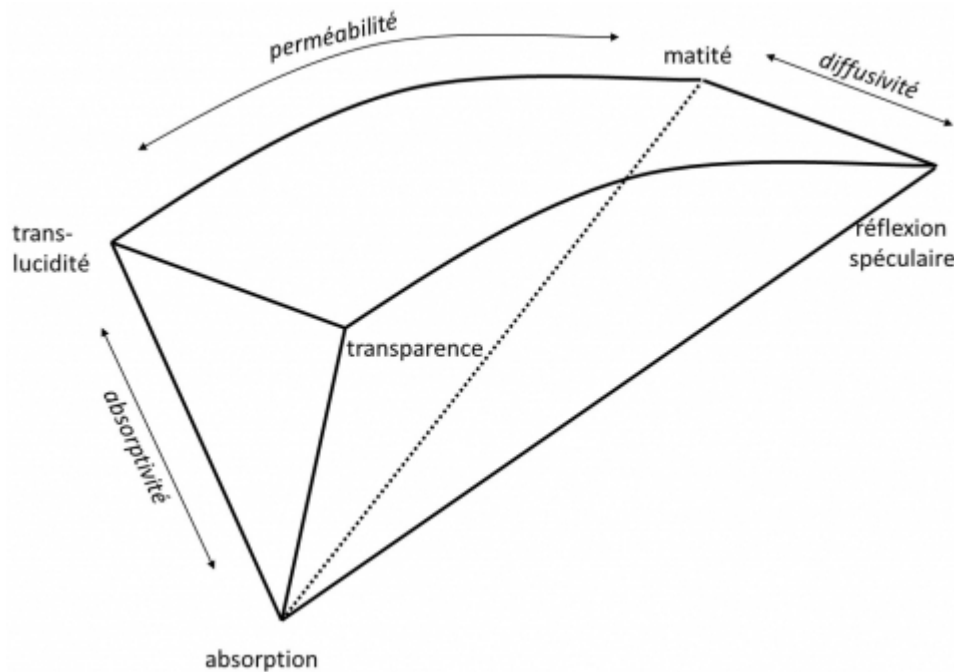 perméabilité
matité
diffusivité
trans-
lucidité
réflexion
spéculaire
transparence
absorptivité
absorption